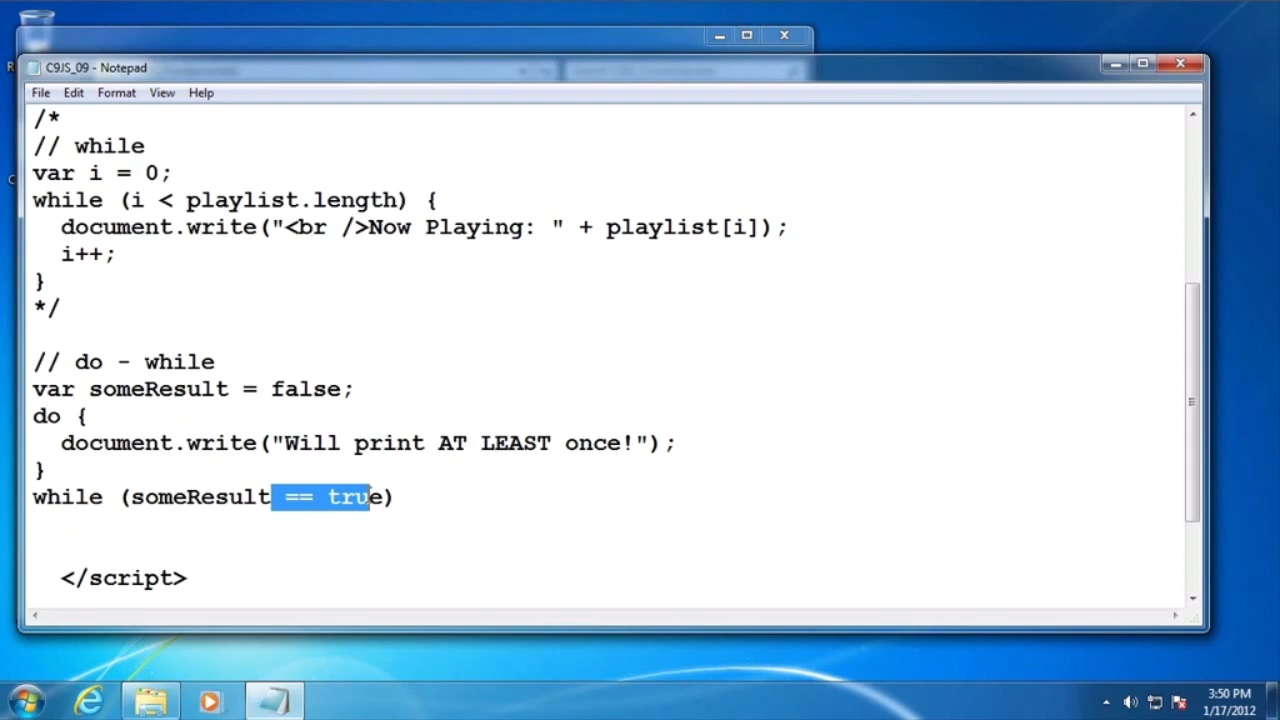 C9JS_09 - Notepad
File Edit Format View Help
/*
// while
var i = 0;
while (i < playlist.length) {
  document.write("<br />Now Playing: " + playlist[i]);
  i++;
}
*/
// do - while
var someResult = false;
do {
  document.write("Will print AT LEAST once!");
}
while (someResult == true)
</script>
3:50 PM
1/17/2012